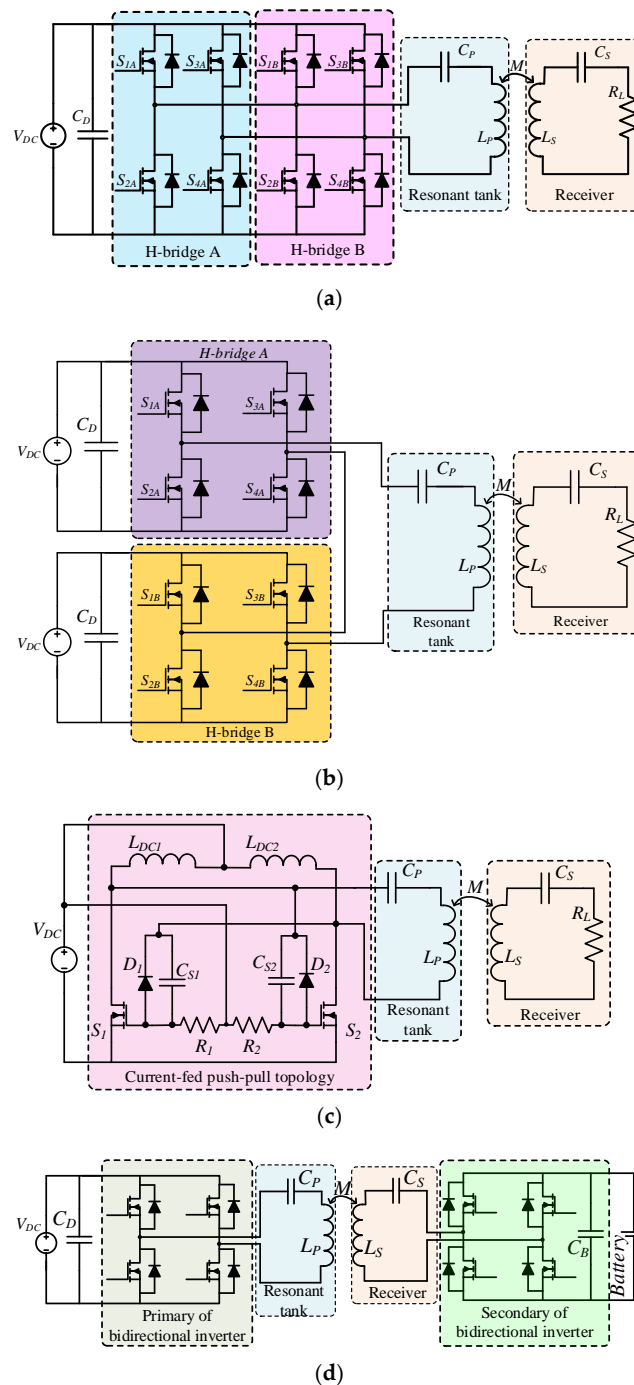 S1A
S3A
S1B
S3B
CP
M
CS
RL
VDC
CD
LP
LS
S2A
S4A
S2B
S4B
Resonant tank
Receiver
H-bridge A
H-bridge B
(a)
H-bridge A
S1A
S3A
CD
VDC
S2A
S4A
CP
M
CS
RL
LP
LS
S1B
S3B
CD
VDC
S2B
S4B
Resonant
tank
Receiver
H-bridge B
(b)
LDC1
LDC2
CP
M
CS
RL
VDC
D1
CS1
CS2
D2
LP
LS
S1
R1
R2
S2
Resonant
tank
Receiver
Current-fed push-pull topology
(c)
CP
M
CS
VDC
CD
LP
LS
CB
Battery
Resonant
tank
Receiver
Primary of
bidirectional inverter
Secondary of
bidirectional inverter
(d)